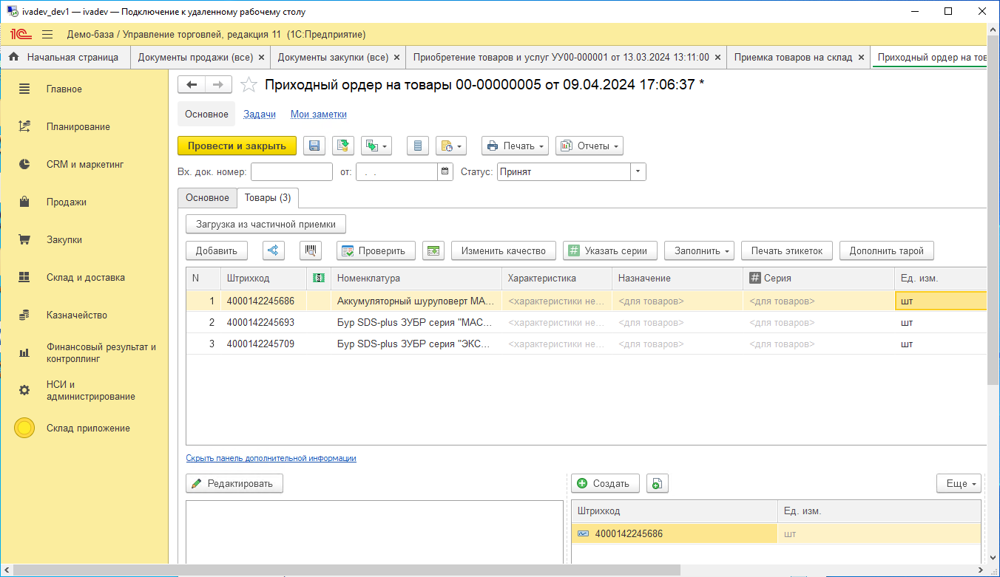 ivadev_dev1 — ivadev — Подключение к удаленному рабочему столу
1С Демо-база / Управление торговлей, редакция 11 (1С:Предприятие)
Начальная страница Документы продажи (все) × Документы закупки (все) × Приобретение товаров и услуг УУ00-000001 от 13.03.2024 13:11:00 × Приемка товаров на склад × Приходный ордер на тов
Главное
Планирование
CRM и маркетинг
Продажи
Закупки
Склад и доставка
Казначейство
Финансовый результат и
контроллинг
НСИ и
администрирование
Склад приложение
Приходный ордер на товары 00-00000005 от 09.04.2024 17:06:37 *
Основное Задачи Мои заметки
Провести и закрыть Печать Отчеты
Вх. док. номер: от: . . Статус: Принят
Основное Товары (3)
Загрузка из частичной приемки
Добавить Проверить Изменить качество # Указать серии Заполнить Печать этикеток Дополнить тарой
N Штрихкод Номенклатура Характеристика Назначение # Серия Ед. изм.
1 4000142245686 Аккумуляторный шуруповерт МА... <характеристики не... <для товаров> <для товаров> шт
2 4000142245693 Бур SDS-plus ЗУБР серия "МАС... <характеристики не... <для товаров> <для товаров> шт
3 4000142245709 Бур SDS-plus ЗУБР серия "ЭКС... <характеристики не... <для товаров> <для товаров> шт
Скрыть панель дополнительной информации
Редактировать Создать Еще
Штрихкод Ед. изм.
4000142245686 шт